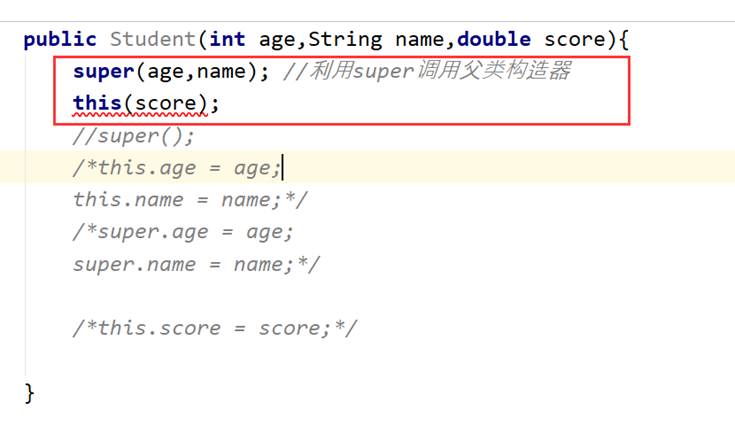 public Student(int age,String name,double score){
super(age,name); //利用super调用父类构造器
this(score);
//super();
/*this.age = age;
this.name = name;*/
/*super.age = age;
super.name = name;*/
/*this.score = score;*/
}